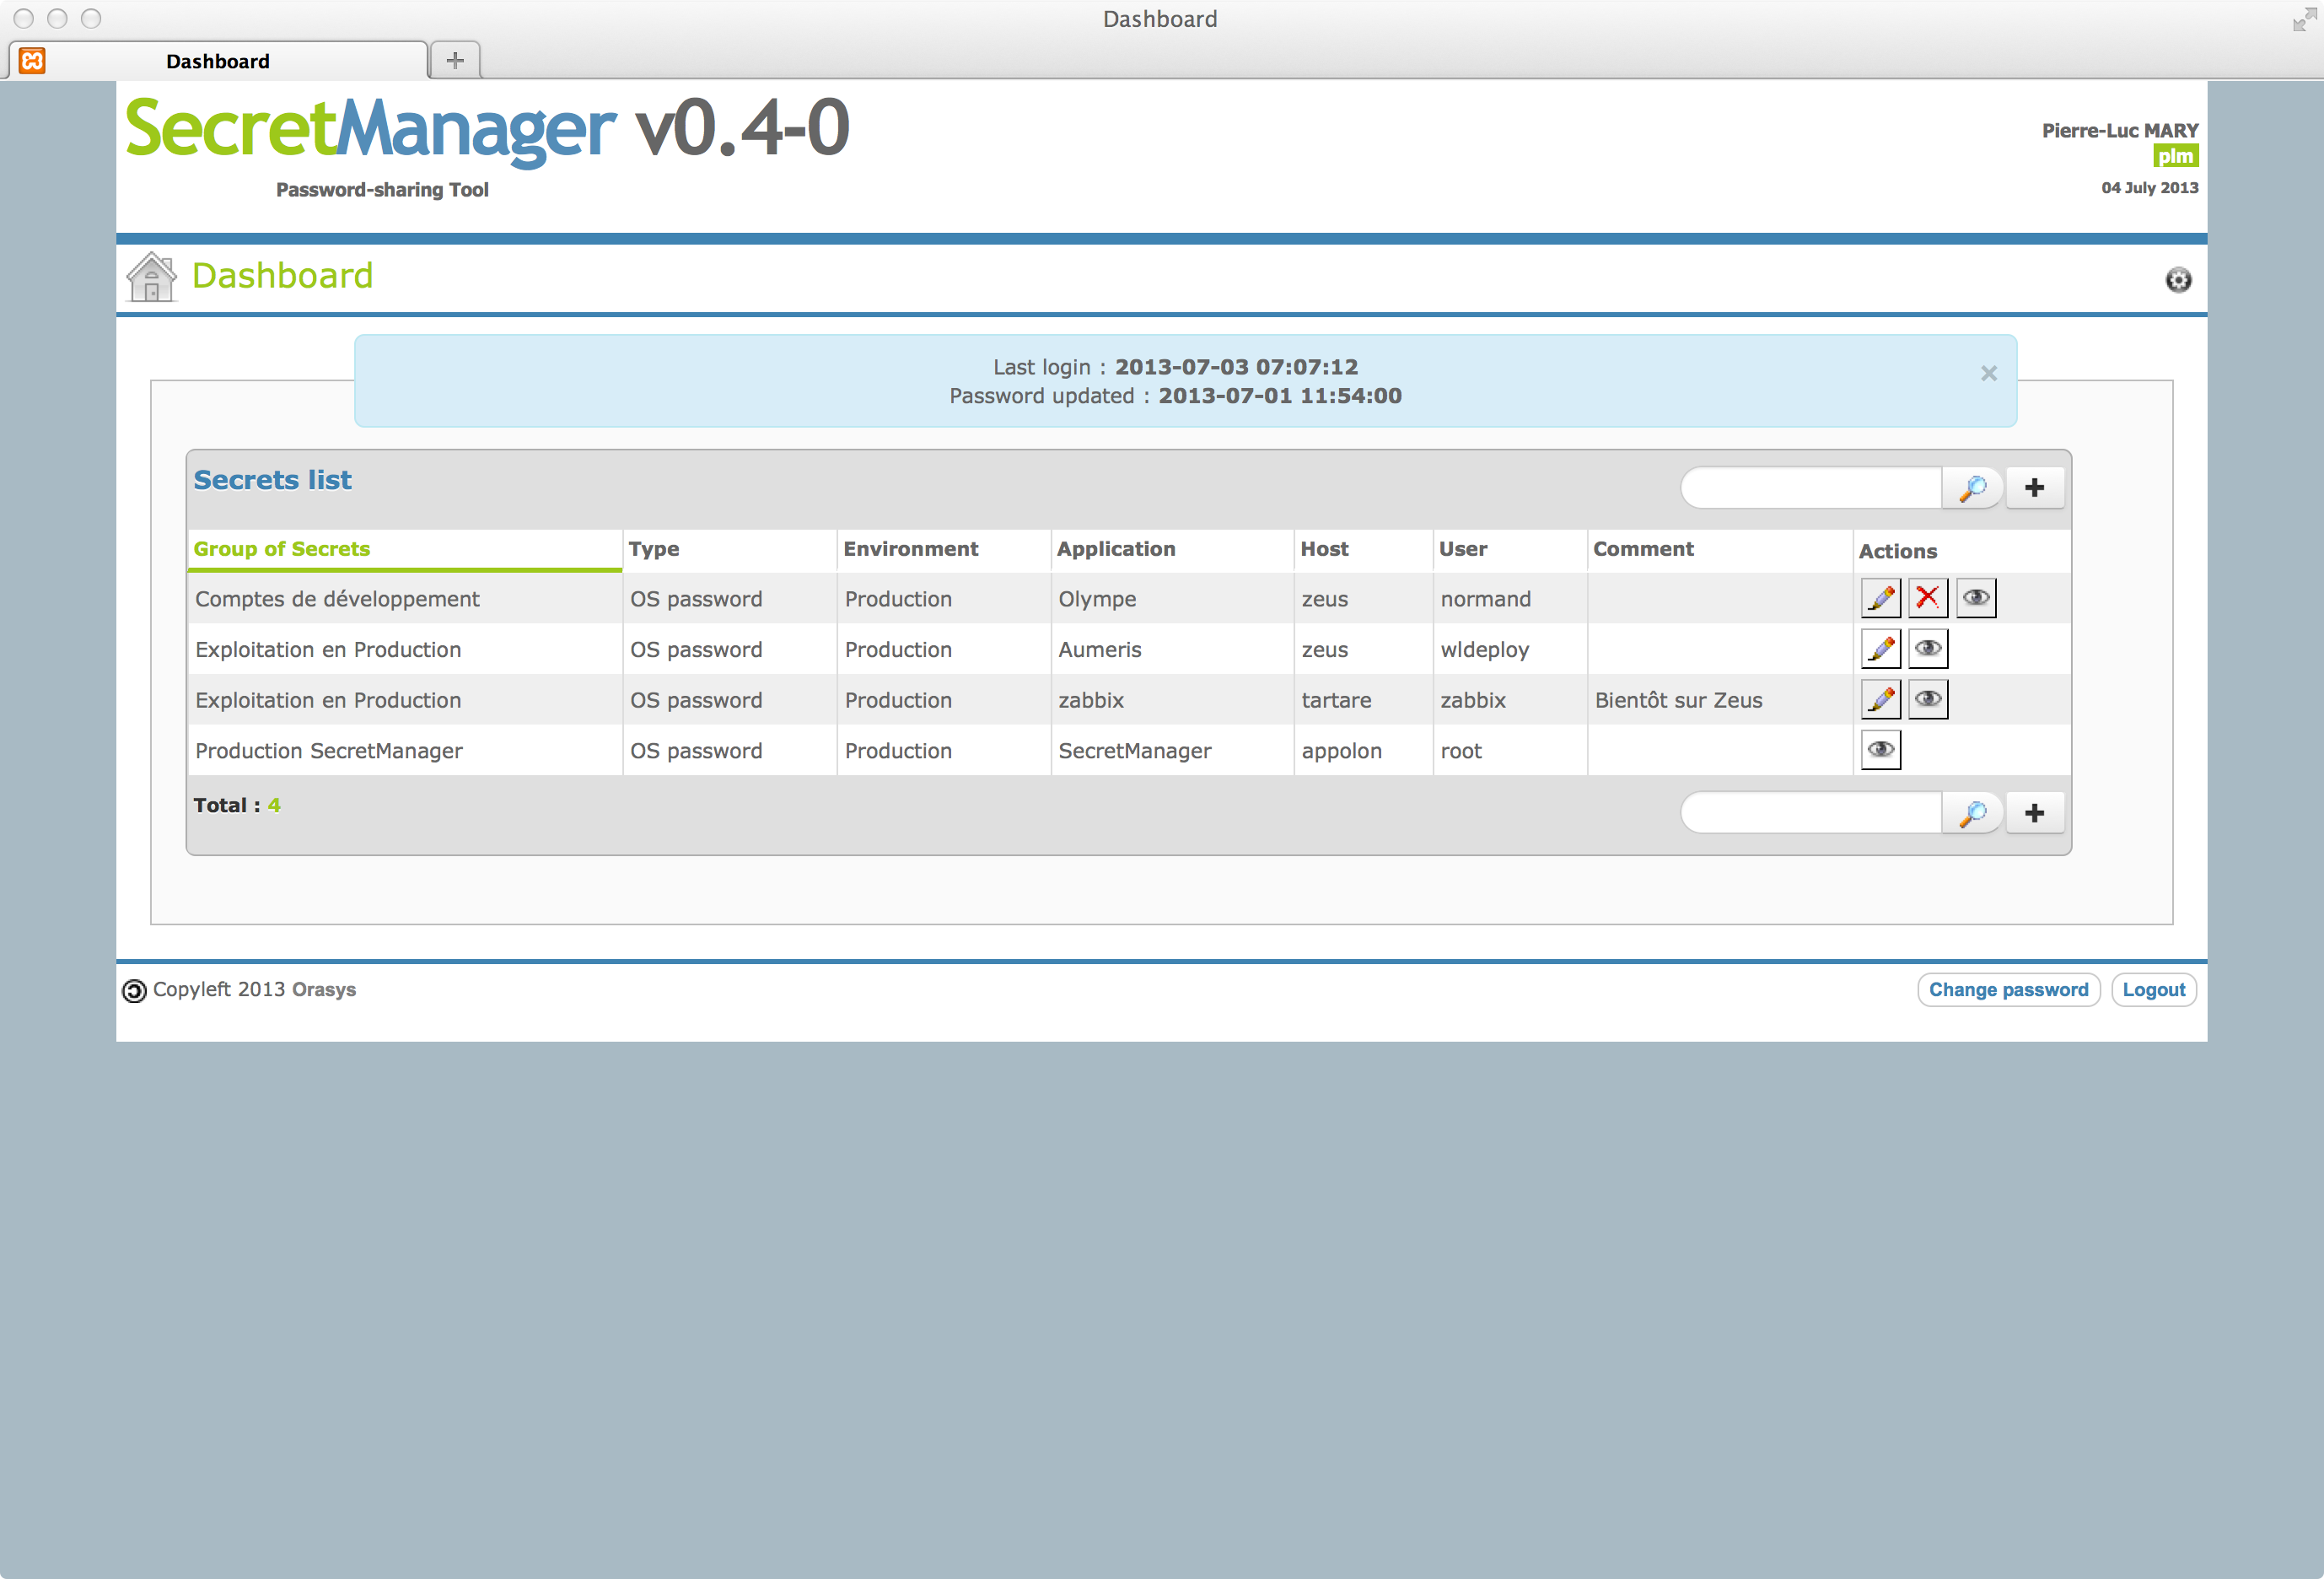 Dashboard
Dashboard
SecretManager v0.4-0
Password-sharing Tool
Pierre-Luc MARY
plm
04 July 2013
Dashboard
Last login : 2013-07-03 07:07:12
Password updated : 2013-07-01 11:54:00
Secrets list
Group of Secrets Type Environment Application Host User Comment Actions
Comptes de développement OS password Production Olympe zeus normand
Exploitation en Production OS password Production Aumeris zeus wldeploy
Exploitation en Production OS password Production zabbix tartare zabbix Bientôt sur Zeus
Production SecretManager OS password Production SecretManager appolon root
Total : 4
Copyleft 2013 Orasys
Change password Logout